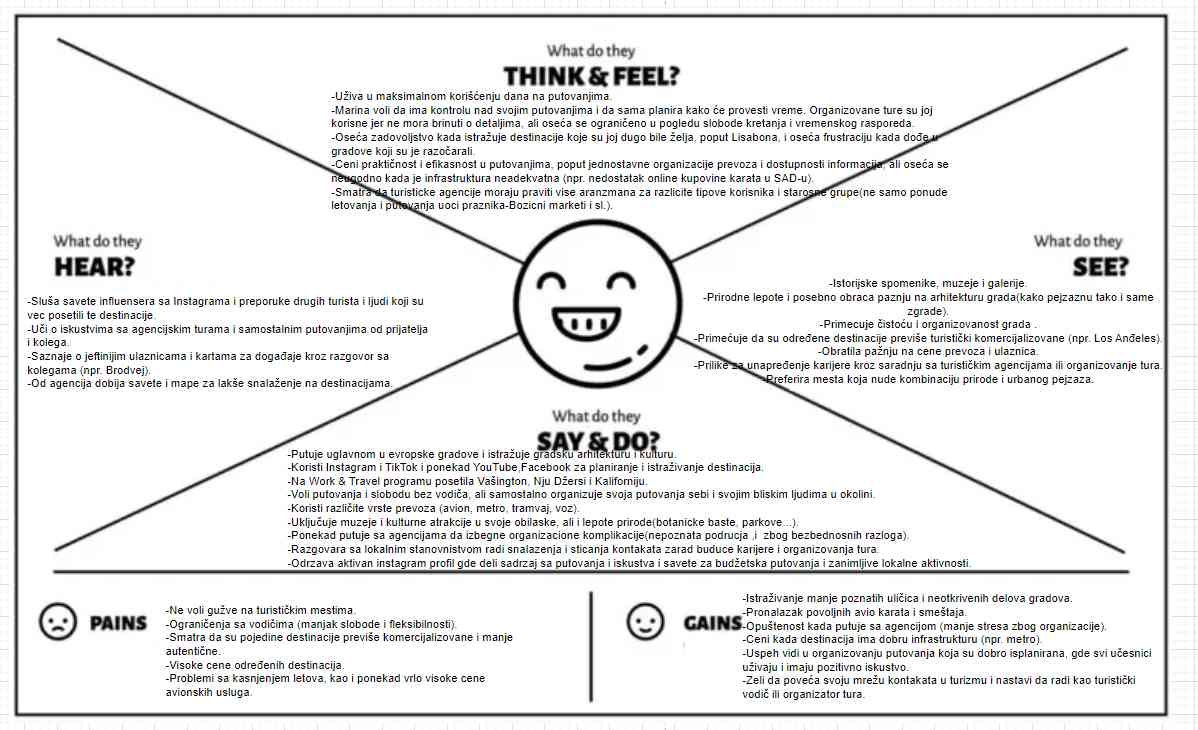 What do they
THINK & FEEL?
-Uživa u maksimalnom korišćenju dana na putovanjima.
-Marina voli da ima kontrolu nad svojim putovanjima i da sama planira kako će provesti vreme. Organizovane ture su joj
korisne jer ne mora brinuti o detaljima, ali oseća se ograničeno u pogledu slobode kretanja i vremenskog rasporeda.
-Oseća zadovoljstvo kada istražuje destinacije koje su joj dugo bile želja, poput Lisabona, i oseća frustraciju kada dođe u
gradove koji su je razočarali.
-Ceni praktičnost i efikasnost u putovanjima, poput jednostavne organizacije prevoza i dostupnosti informacija, ali oseća se
neugodno kada je infrastruktura neadekvatna (npr. nedostatak online kupovine karata u SAD-u).
-Smatra da turisticke agencije moraju praviti vise aranzmana za razlicite tipove korisnika i starosne grupe(ne samo ponude
letovanja i putovanja uoci praznika-Bozicni marketi i sl.).
What do they
HEAR?
-Sluša savete influensera sa Instagrama i preporuke drugih turista i ljudi koji su
vec posetili te destinacije.
-Uči o iskustvima sa agencijskim turama i samostalnim putovanjima od prijatelja
i kolega.
-Saznaje o jeftinijim ulaznicama i kartama za događaje kroz razgovor sa
kolegama (npr. Brodvej).
-Od agencija dobija savete i mape za lakše snalaženje na destinacijama.
What do they
SEE?
-Istorijske spomenike, muzeje i galerije.
-Prirodne lepote i posebno obraca paznju na arhitekturu grada(kako pejzaznu tako i same
zgrade).
-Primecuje čistoću i organizovanost grada .
-Primećuje da su određene destinacije previše turistički komercijalizovane (npr. Los Anđeles).
-Obratila pažnju na cene prevoza i ulaznica.
-Prilike za unapređenje karijere kroz saradnju sa turističkim agencijama ili organizovanje tura.
-Preferira mesta koja nude kombinaciju prirode i urbanog pejzaza.
What do they
SAY & DO?
-Putuje uglavnom u evropske gradove i istražuje gradsku arhitekturu i kulturu.
-Koristi Instagram i TikTok i ponekad YouTube,Facebook za planiranje i istraživanje destinacija.
-Na Work & Travel programu posetila Vašington, Nju Džersi i Kaliforniju.
-Voli putovanja i slobodu bez vodiča, ali samostalno organizuje svoja putovanja sebi i svojim bliskim ljudima u okolini.
-Koristi različite vrste prevoza (avion, metro, tramvaj, voz).
-Uključuje muzeje i kulturne atrakcije u svoje obilaske, ali i lepote prirode(botanicke baste, parkove...).
-Ponekad putuje sa agencijama da izbegne organizacione komplikacije(nepoznata podrucja ,i  zbog bezbednosnih razloga).
-Razgovara sa lokalnim stanovnistvom radi snalazenja i sticanja kontakata zarad buduce karijere i organizovanja tura.
-Odrzava aktivan instagram profil gde deli sadrzaj sa putovanja i iskustva i savete za budžetska putovanja i zanimljive lokalne aktivnosti.
PAINS
-Ne voli gužve na turističkim mestima.
-Ograničenja sa vodičima (manjak slobode i fleksibilnosti).
-Smatra da su pojedine destinacije previše komercijalizovane i manje
autentične.
-Visoke cene određenih destinacija.
-Problemi sa kasnjenjem letova, kao i ponekad vrlo visoke cene
avionskih usluga.
GAINS
-Istraživanje manje poznatih uličica i neotkrivenih delova gradova.
-Pronalazak povoljnih avio karata i smeštaja.
-Opuštenost kada putuje sa agencijom (manje stresa zbog organizacije).
-Ceni kada destinacija ima dobru infrastrukturu (npr. metro).
-Uspeh vidi u organizovanju putovanja koja su dobro isplanirana, gde svi učesnici
uživaju i imaju pozitivno iskustvo.
-Zeli da poveća svoju mrežu kontakata u turizmu i nastavi da radi kao turistički
vodič ili organizator tura.